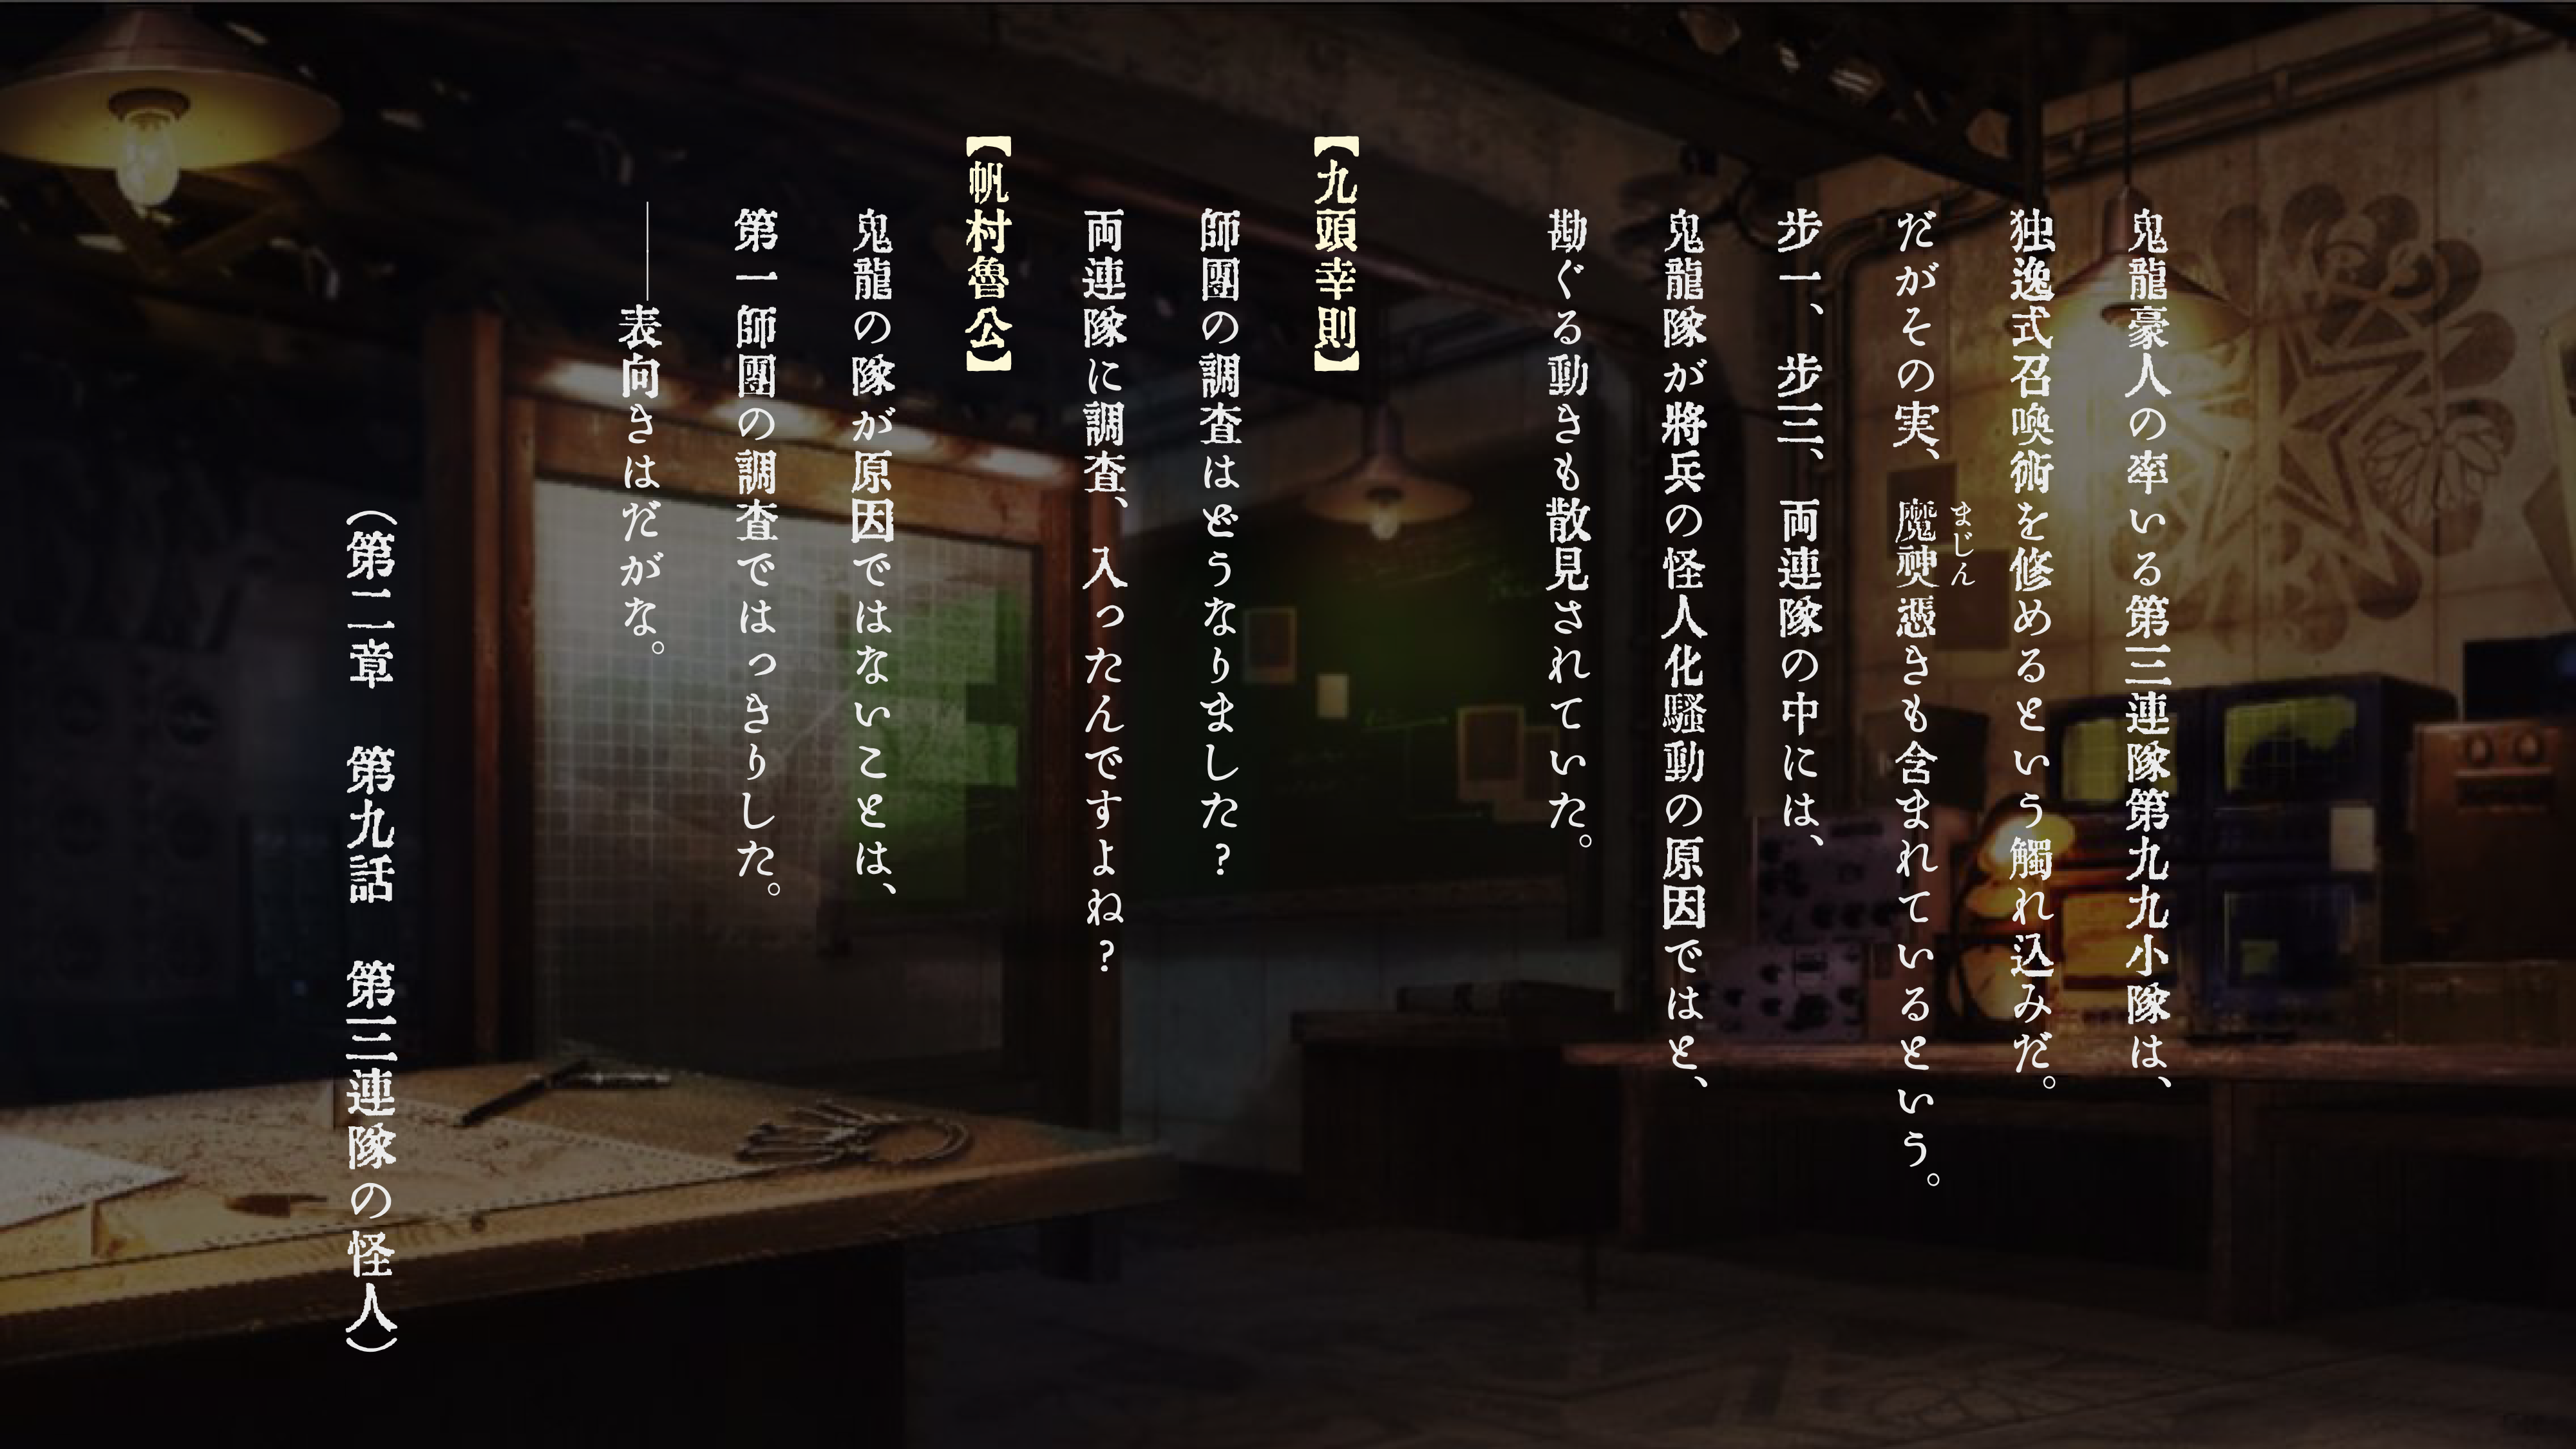 鬼龍豪人の率いる第三連隊第九九小隊は、
独逸式召喚術を修めるという觸れ込みだ。
だがその実、魔神憑きも含まれているという。
まじん
歩一、歩三、両連隊の中には、
鬼龍隊が將兵の怪人化騒動の原因ではと、
勘ぐる動きも散見されていた。
【九頭幸則】
師團の調査はどうなりました?
両連隊に調査、入ったんですよね?
【帆村魯公】
鬼龍の隊が原因ではないことは、
第一師團の調査ではっきりした。
――表向きはだがな。
(第二章 第九話 第三連隊の怪人)